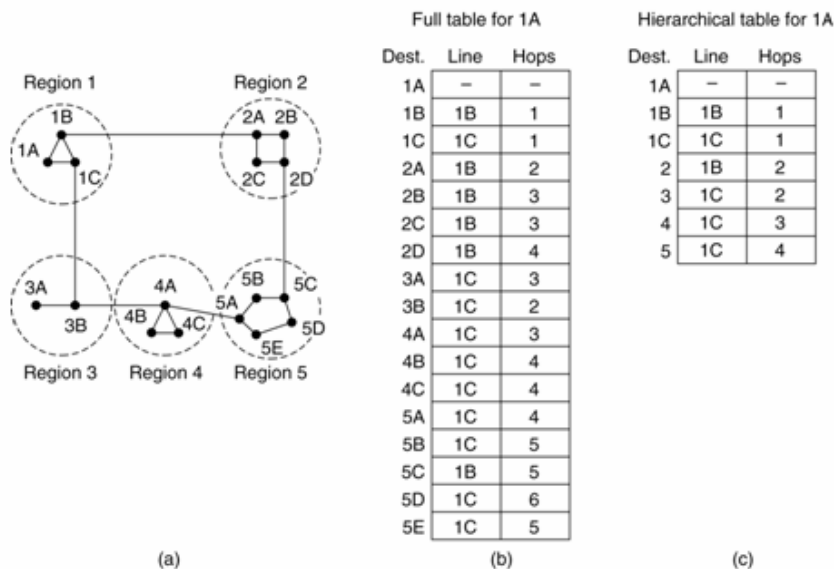 Full table for 1A
Hierarchical table for 1A
Dest. Line Hops
Dest. Line Hops
Region 1
Region 2
1B
2A 2B
1A
1C
2C 2D
3A
3B
4A
4B
4C
5B
5C
5A
5D
5E
Region 3
Region 4
Region 5
1A – –
1B 1B 1
1C 1C 1
2A 1B 2
2B 1B 3
2C 1B 3
2D 1B 4
3A 1C 3
3B 1C 2
4A 1C 3
4B 1C 4
4C 1C 4
5A 1C 4
5B 1C 5
5C 1B 5
5D 1C 6
5E 1C 5
1A – –
1B 1B 1
1C 1C 1
2 1B 2
3 1C 2
4 1C 3
5 1C 4
(a)
(b)
(c)